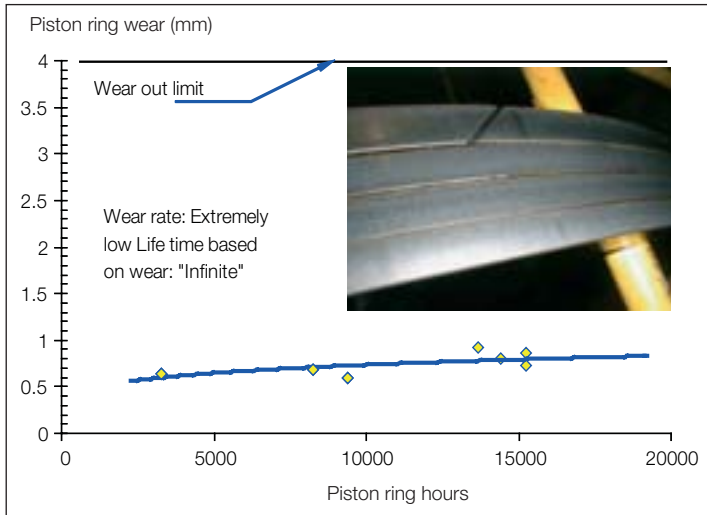 Piston ring wear (mm)
4
Wear out limit
3.5
3
2.5
Wear rate: Extremely
low Life time based
on wear: "Infinite"
2
1.5
1
0.5
0
0
5000
10000
15000
20000
Piston ring hours